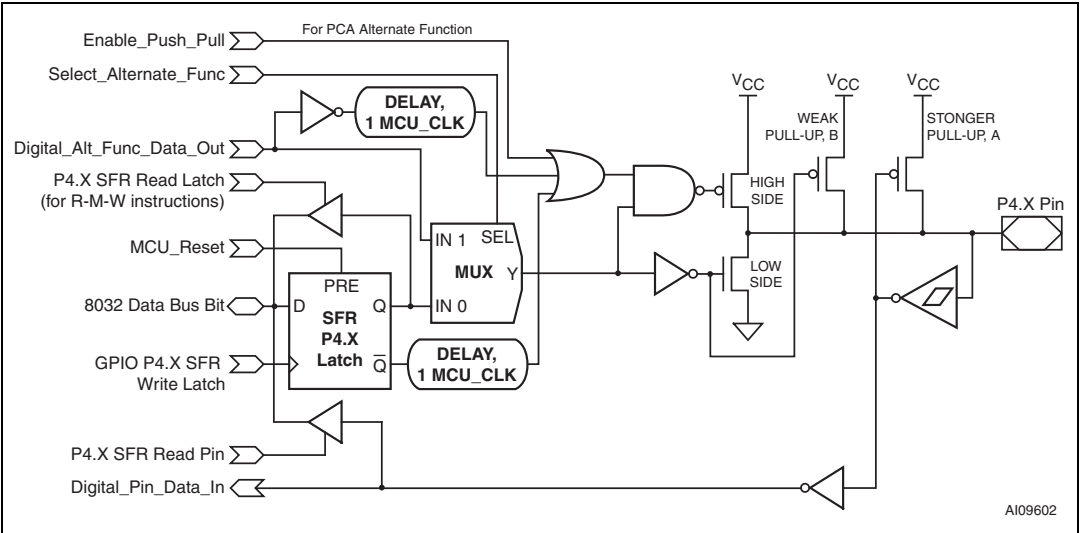 For PCA Alternate Function
Enable_Push_Pull
Select_Alternate_Func
DELAY,
1 MCU_CLK
Digital_Alt_Func_Data_Out
P4.X SFR Read Latch
(for R-M-W instructions)
MCU_Reset
8032 Data Bus Bit
GPIO P4.X SFR
Write Latch
P4.X SFR Read Pin
Digital_Pin_Data_In
PRE
D
Q
SFR
P4.X
Latch
Q̅
IN 1
SEL
MUX
Y
IN 0
DELAY,
1 MCU_CLK
VCC
HIGH
SIDE
LOW
SIDE
VCC
WEAK
PULL-UP, B
VCC
STONGER
PULL-UP, A
P4.X Pin
AI09602